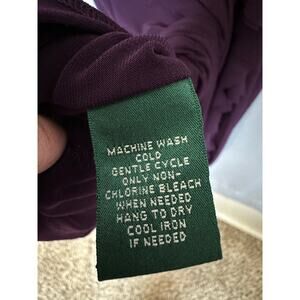 MACHINE WASH
COLD
GENTLE CYCLE
ONLY NON-
CHLORINE BLEACH
WHEN NEEDED
HANG TO DRY
COOL IRON
IF NEEDED